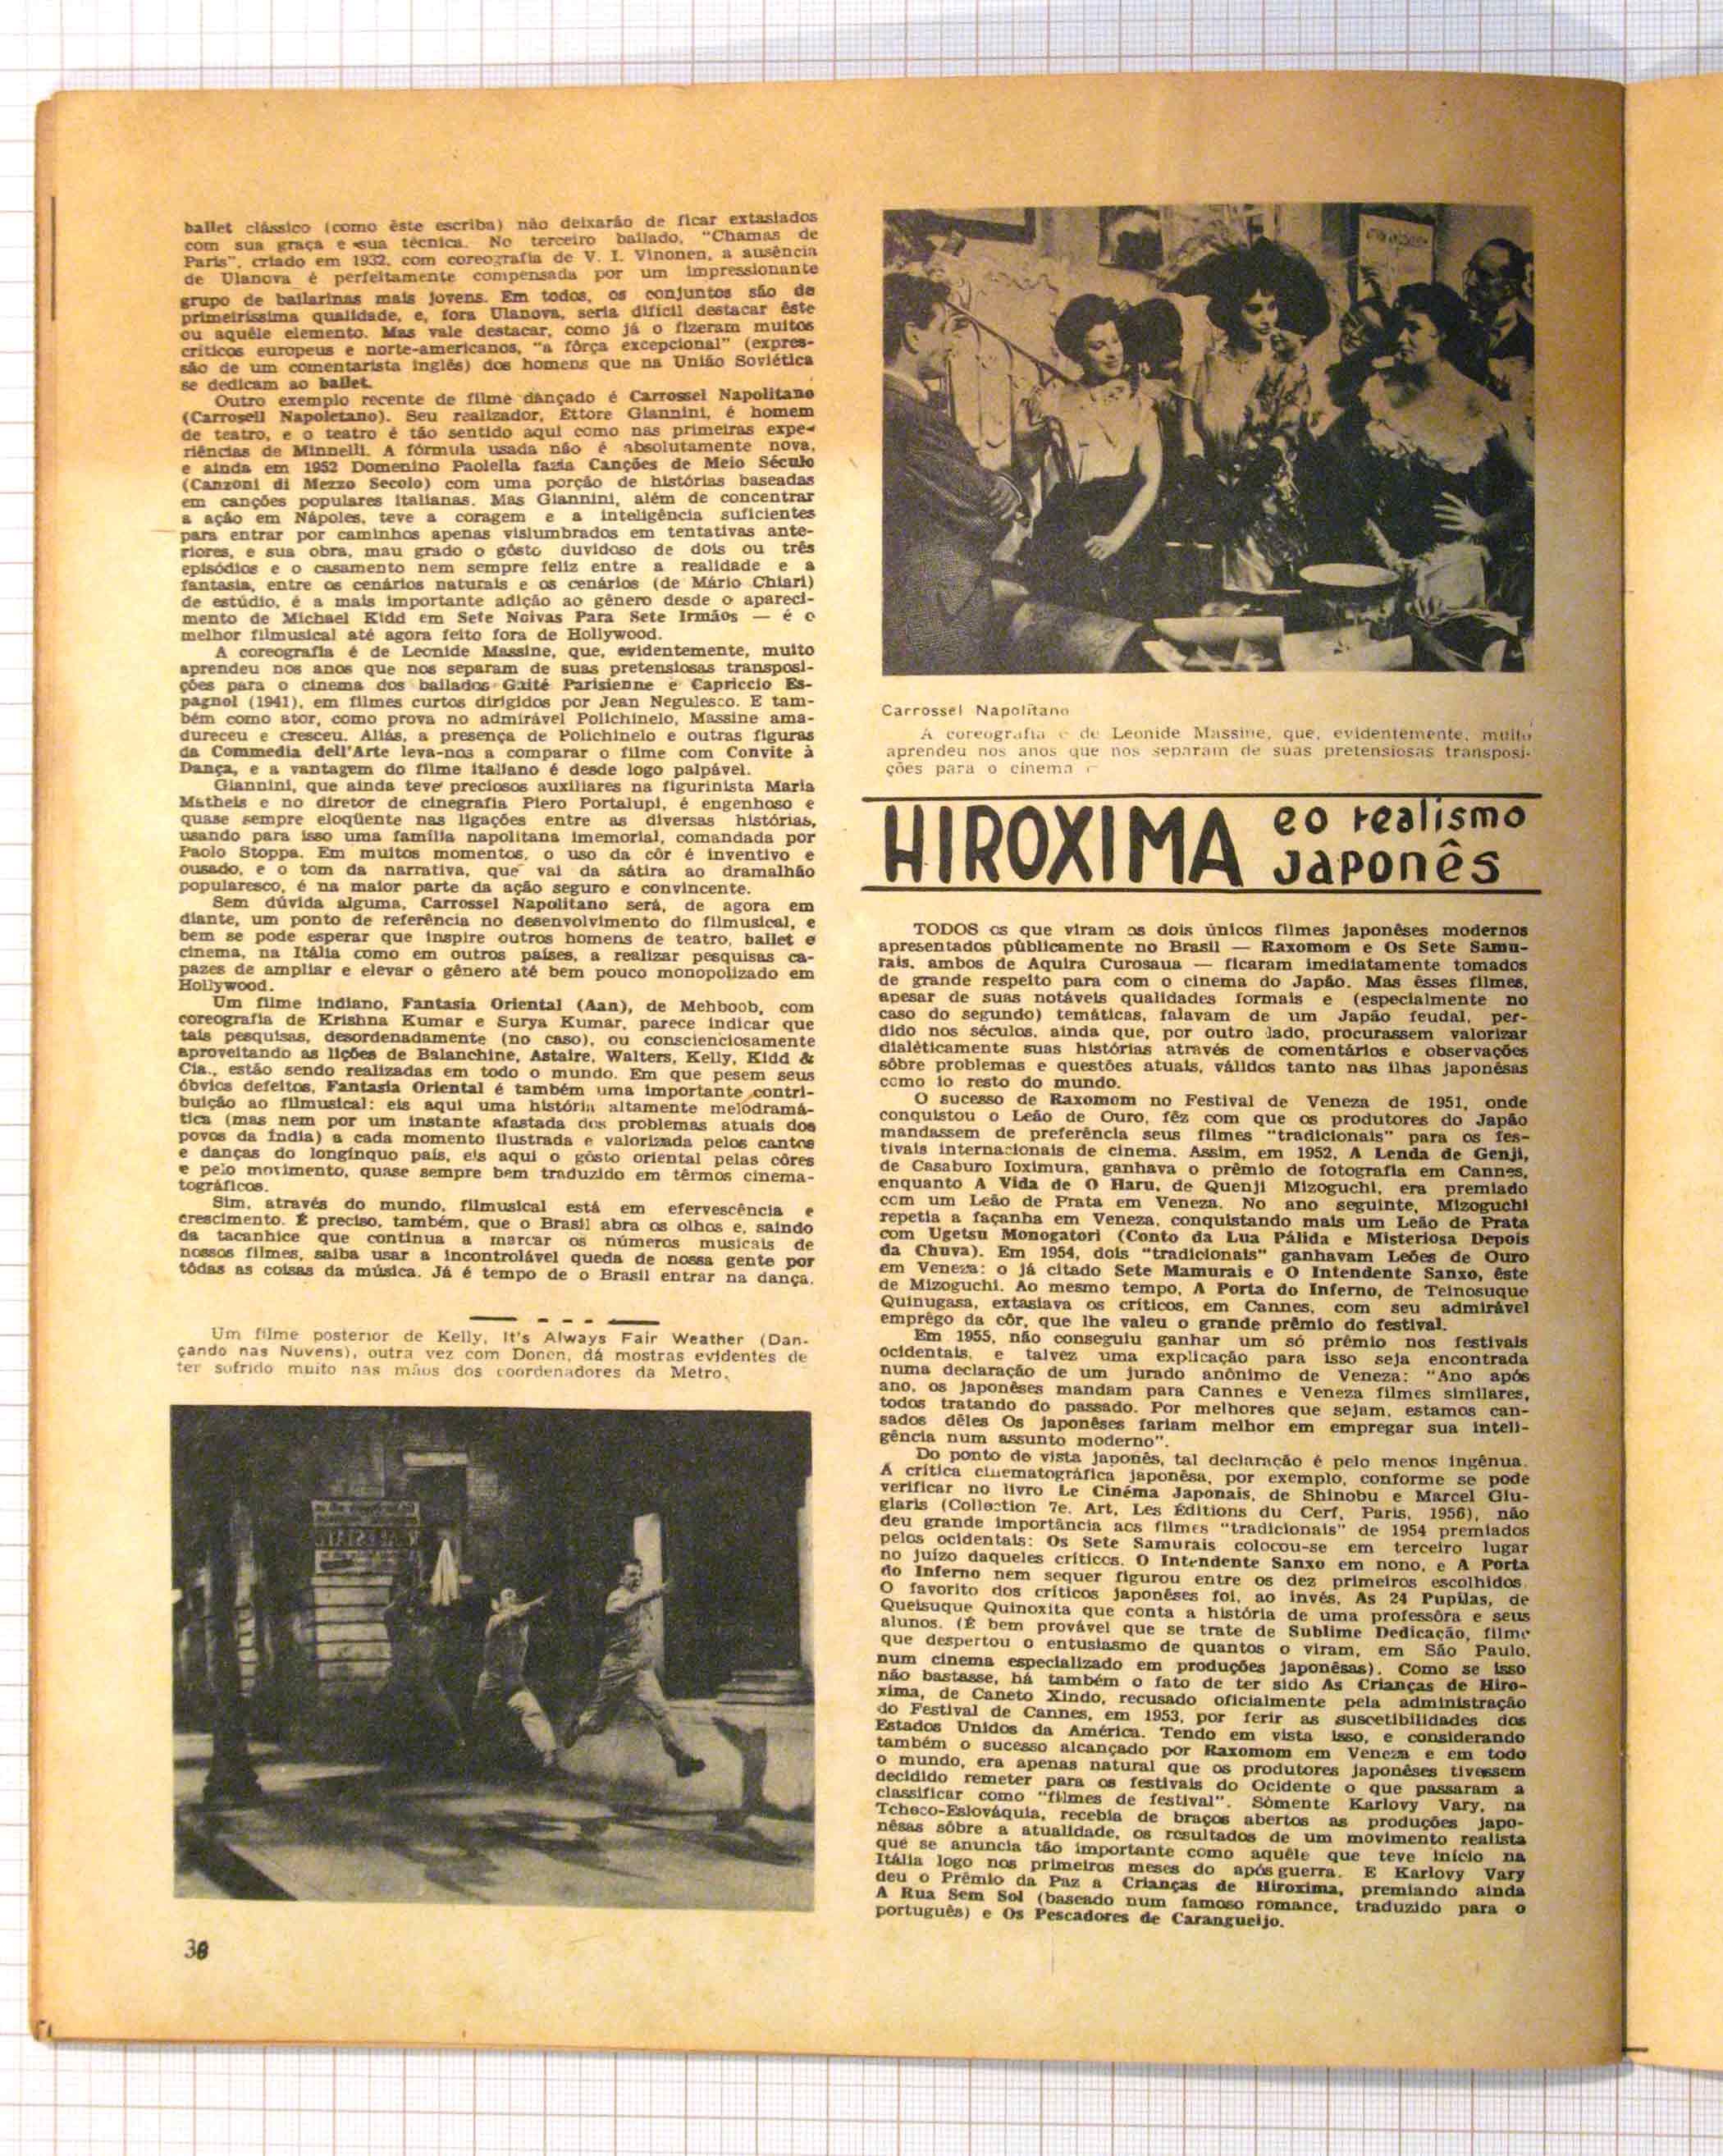 ballet clássico (como êste escriba) não deixarão de ficar extasiados
com sua graça e sua técnica. No terceiro bailado, "Chamas de
Paris", criado em 1932, com coreografia de V. I. Vinonen, a ausência
de Ulanova é perfeitamente compensada por um impressionante
grupo de bailarinas mais jovens. Em todos, os conjuntos são de
primeiríssima qualidade, e, fora Ulanova, seria difícil destacar êste
ou aquêle elemento. Mas vale destacar, como já o fizeram muitos
críticos europeus e norte-americanos, "a fôrça excepcional" (expres-
são de um comentarista inglês) dos homens que na União Soviética
se dedicam ao ballet.
Outro exemplo recente de filme dançado é Carrossel Napolitano
(Carrosell Napoletano). Seu realizador, Ettore Giannini, é homem
de teatro, e o teatro é tão sentido aqui como nas primeiras expe-
riências de Minnelli. A fórmula usada não é absolutamente nova,
e ainda em 1952 Domenino Paolella fazia Canções de Meio Século
(Canzoni di Mezzo Secolo) com uma porção de histórias baseadas
em canções populares italianas. Mas Giannini, além de concentrar
a ação em Nápoles, teve a coragem e a inteligência suficientes
para entrar por caminhos apenas vislumbrados em tentativas ante-
riores, e sua obra, mau grado o gôsto duvidoso de dois ou três
episódios e o casamento nem sempre feliz entre a realidade e a
fantasia, entre os cenários naturais e os cenários (de Mário Chiari)
de estúdio, é a mais importante adição ao gênero desde o apareci-
mento de Michael Kidd em Sete Noivas Para Sete Irmãos — é o
melhor filmusical até agora feito fora de Hollywood.
A coreografia é de Leonide Massine, que, evidentemente, muito
aprendeu nos anos que nos separam de suas pretensiosas transposi-
ções para o cinema dos bailados Gaité Parisienne e Capriccio Es-
pagnol (1941), em filmes curtos dirigidos por Jean Negulesco. E tam-
bém como ator, como prova no admirável Polichinelo, Massine ama-
dureceu e cresceu. Aliás, a presença de Polichinelo e outras figuras
da Commedia dell'Arte leva-nos a comparar o filme com Convite à
Dança, e a vantagem do filme italiano é desde logo palpável.
Giannini, que ainda teve preciosos auxiliares na figurinista Maria
Matheis e no diretor de cinegrafia Piero Portalupi, é engenhoso e
quase sempre eloqüente nas ligações entre as diversas histórias,
usando para isso uma família napolitana imemorial, comandada por
Paolo Stoppa. Em muitos momentos, o uso da côr é inventivo e
ousado, e o tom da narrativa, que vai da sátira ao dramalhão
popularesco, é na maior parte da ação seguro e convincente.
Sem dúvida alguma, Carrossel Napolitano será, de agora em
diante, um ponto de referência no desenvolvimento do filmusical, e
bem se pode esperar que inspire outros homens de teatro, ballet e
cinema, na Itália como em outros países, a realizar pesquisas ca-
pazes de ampliar e elevar o gênero até bem pouco monopolizado em
Hollywood.
Um filme indiano, Fantasia Oriental (Aan), de Mehboob, com
coreografia de Krishna Kumar e Surya Kumar, parece indicar que
tais pesquisas, desordenadamente (no caso), ou conscienciosamente
aproveitando as lições de Balanchine, Astaire, Walters, Kelly, Kidd &
Cia., estão sendo realizadas em todo o mundo. Em que pesem seus
óbvios defeitos, Fantasia Oriental é também uma importante contri-
buição ao filmusical: eis aqui uma história altamente melodramá-
tica (mas nem por um instante afastada dos problemas atuais dos
povos da Índia) a cada momento ilustrada e valorizada pelos cantos
e danças do longínquo país, eis aqui o gôsto oriental pelas côres
e pelo movimento, quase sempre bem traduzido em têrmos cinema-
tográficos.
Sim, através do mundo, filmusical está em efervescência e
crescimento. É preciso, também, que o Brasil abra os olhos e, saindo
da tacanhice que continua a marcar os números musicais de
nossos filmes, saiba usar a incontrolável queda de nossa gente por
tôdas as coisas da música. Já é tempo de o Brasil entrar na dança.
Um filme posterior de Kelly, It's Always Fair Weather (Dan-
çando nas Nuvens), outra vez com Donen, dá mostras evidentes de
ter sofrido muito nas mãos dos coordenadores da Metro.
38
Carrossel Napolitano
A coreografia é de Leonide Massine, que, evidentemente, muito
aprendeu nos anos que nos separam de suas pretensiosas transposi-
ções para o cinema
HIROXIMA e o realismo
japonês
TODOS os que viram os dois únicos filmes japonêses modernos
apresentados pùblicamente no Brasil — Raxomom e Os Sete Samu-
rais, ambos de Aquira Curosaua — ficaram imediatamente tomados
de grande respeito para com o cinema do Japão. Mas êsses filmes,
apesar de suas notáveis qualidades formais e (especialmente no
caso do segundo) temáticas, falavam de um Japão feudal, per-
dido nos séculos, ainda que, por outro lado, procurassem valorizar
dialèticamente suas histórias através de comentários e observações
sôbre problemas e questões atuais, válidos tanto nas ilhas japonêsas
como io resto do mundo.
O sucesso de Raxomom no Festival de Veneza de 1951, onde
conquistou o Leão de Ouro, fêz com que os produtores do Japão
mandassem de preferência seus filmes "tradicionais" para os fes-
tivais internacionais de cinema. Assim, em 1952, A Lenda de Genji,
de Casaburo Ioximura, ganhava o prêmio de fotografia em Cannes,
enquanto A Vida de O Haru, de Quenji Mizoguchi, era premiado
com um Leão de Prata em Veneza. No ano seguinte, Mizoguchi
repetia a façanha em Veneza, conquistando mais um Leão de Prata
com Ugetsu Monogatori (Conto da Lua Pálida e Misteriosa Depois
da Chuva). Em 1954, dois "tradicionais" ganhavam Leões de Ouro
em Veneza: o já citado Sete Mamurais e O Intendente Sanxo, êste
de Mizoguchi. Ao mesmo tempo, A Porta do Inferno, de Teinosuque
Quinugasa, extasiava os críticos, em Cannes, com seu admirável
emprêgo da côr, que lhe valeu o grande prêmio do festival.
Em 1955, não conseguiu ganhar um só prêmio nos festivais
ocidentais, e talvez uma explicação para isso seja encontrada
numa declaração de um jurado anônimo de Veneza: "Ano após
ano, os japonêses mandam para Cannes e Veneza filmes similares,
todos tratando do passado. Por melhores que sejam, estamos can-
sados dêles Os japonêses fariam melhor em empregar sua inteli-
gência num assunto moderno".
Do ponto de vista japonês, tal declaração é pelo menos ingênua.
A crítica cinematográfica japonêsa, por exemplo, conforme se pode
verificar no livro Le Cinéma Japonais, de Shinobu e Marcel Giu-
glaris (Collection 7e. Art, Les Éditions du Cerf, Paris, 1956), não
deu grande importância aos filmes "tradicionais" de 1954 premiados
pelos ocidentais: Os Sete Samurais colocou-se em terceiro lugar
no juízo daqueles críticos. O Intendente Sanxo em nono, e A Porta
do Inferno nem sequer figurou entre os dez primeiros escolhidos.
O favorito dos críticos japonêses foi, ao invés, As 24 Pupilas, de
Queisuque Quinoxita que conta a história de uma professôra e seus
alunos. (É bem provável que se trate de Sublime Dedicação, filme
que despertou o entusiasmo de quantos o viram, em São Paulo,
num cinema especializado em produções japonêsas). Como se isso
não bastasse, há também o fato de ter sido As Crianças de Hiro-
xima, de Caneto Xindo, recusado oficialmente pela administração
do Festival de Cannes, em 1953, por ferir as suscetibilidades dos
Estados Unidos da América. Tendo em vista isso, e considerando
também o sucesso alcançado por Raxomom em Veneza e em todo
o mundo, era apenas natural que os produtores japonêses tivessem
decidido remeter para os festivais do Ocidente o que passaram a
classificar como "filmes de festival". Sòmente Karlovy Vary, na
Tcheco-Eslováquia, recebia de braços abertos as produções japo-
nêsas sôbre a atualidade, os resultados de um movimento realista
que se anuncia tão importante como aquêle que teve início na
Itália logo nos primeiros meses do após guerra. E Karlovy Vary
deu o Prêmio da Paz a Crianças de Hiroxima, premiando ainda
A Rua Sem Sol (baseado num famoso romance, traduzido para o
português) e Os Pescadores de Carangueijo.